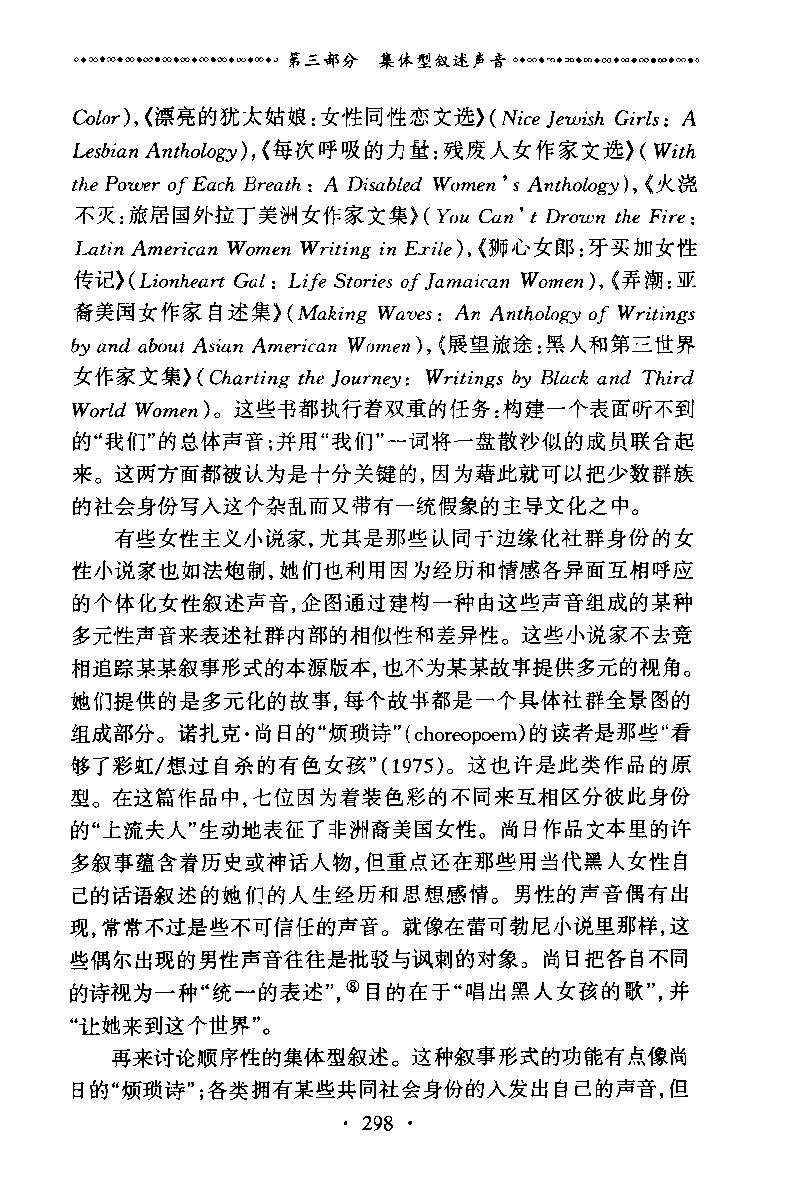 第三部分 集体型叙述声音
Color),《漂亮的犹太姑娘:女性同性恋文选》(Nice Jewish Girls: A
Lesbian Anthology),《每次呼吸的力量:残废人女作家文选》(With
the Power of Each Breath: A Disabled Women's Anthology),《火浇
不灭:旅居国外拉丁美洲女作家文集》(You Can't Drown the Fire:
Latin American Women Writing in Exile),《狮心女郎:牙买加女性
传记》(Lionheart Gal: Life Stories of Jamaican Women),《弄潮:亚
裔美国女作家自述集》(Making Waves: An Anthology of Writings
by and about Asian American Women),《展望旅途:黑人和第三世界
女作家文集》(Charting the Journey: Writings by Black and Third
World Women)。这些书都执行着双重的任务:构建一个表面听不到
的“我们”的总体声音;并用“我们”一词将一盘散沙似的成员联合起
来。这两方面都被认为是十分关键的,因为藉此就可以把少数群族
的社会身份写入这个杂乱而又带有一统假象的主导文化之中。
有些女性主义小说家,尤其是那些认同于边缘化社群身份的女
性小说家也如法炮制,她们也利用因为经历和情感各异面互相呼应
的个体化女性叙述声音,企图通过建构一种由这些声音组成的某种
多元性声音来表述社群内部的相似性和差异性。这些小说家不去竞
相追踪某某叙事形式的本源版本,也不为某某故事提供多元的视角。
她们提供的是多元化的故事,每个故事都是一个具体社群全景图的
组成部分。诺扎克·尚日的“烦琐诗”(choreopoem)的读者是那些“看
够了彩虹/想过自杀的有色女孩”(1975)。这也许是此类作品的原
型。在这篇作品中,七位因为着装色彩的不同来互相区分彼此身份
的“上流夫人”生动地表征了非洲裔美国女性。尚日作品文本里的许
多叙事蕴含着历史或神话人物,但重点还在那些用当代黑人女性自
己的话语叙述的她们的人生经历和思想感情。男性的声音偶有出
现,常常不过是些不可信任的声音。就像在蕾可勃尼小说里那样,这
些偶尔出现的男性声音往往是批驳与讽刺的对象。尚日把各自不同
的诗视为一种“统一的表述”,⑧目的在于“唱出黑人女孩的歌”,并
“让她来到这个世界”。
再来讨论顺序性的集体型叙述。这种叙事形式的功能有点像尚
日的“烦琐诗”;各类拥有某些共同社会身份的人发出自己的声音,但
· 298 ·